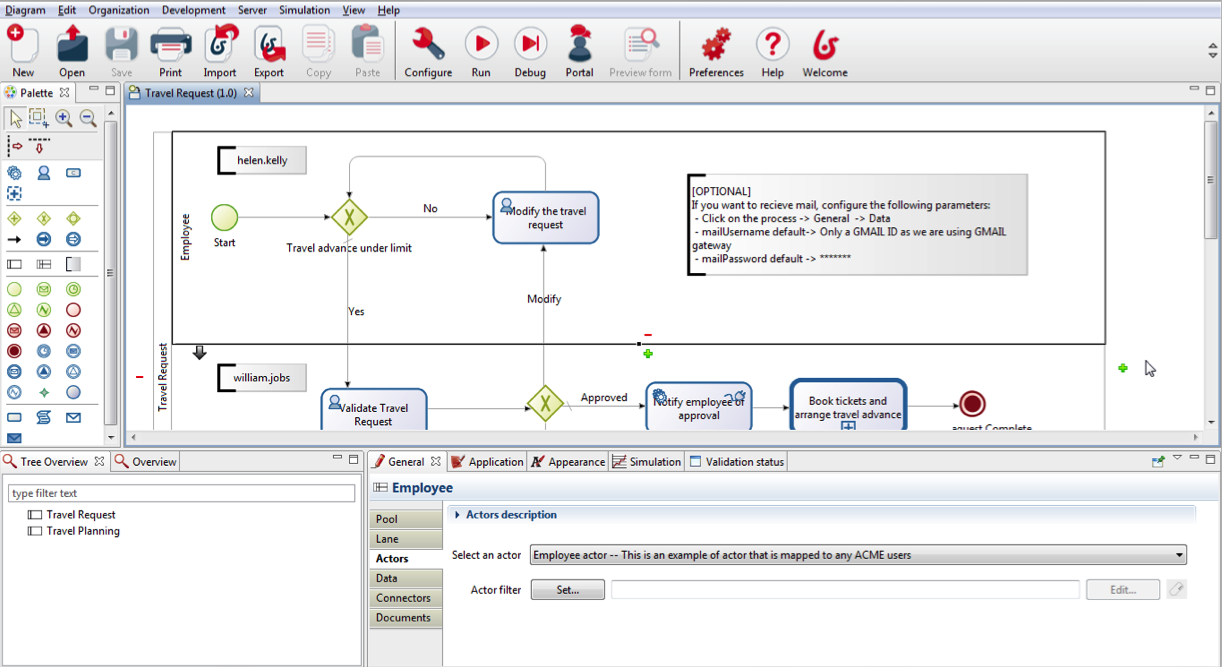 Diagram Edit Organization Development Server Simulation View Help
New Open Save Print Import Export Copy Paste Configure Run Debug Portal Preview form Preferences Help Welcome
Palette
Travel Request (1.0)
helen.kelly
Employee
Start
Travel advance under limit
No
Modify the travel
request
[OPTIONAL]
If you want to recieve mail, configure the following parameters:
- Click on the process -> General -> Data
- mailUsername default-> Only a GMAIL ID as we are using GMAIL
gateway
- mailPassword default -> *******
Yes
Modify
Travel Request
william.jobs
Validate Travel
Request
Approved
Notify employee of
approval
Book tickets and
arrange travel advance
aquest Complete
Tree Overview Overview
type filter text
Travel Request
Travel Planning
General Application Appearance Simulation Validation status
Employee
Pool
Lane
Actors
Data
Connectors
Documents
Actors description
Select an actor Employee actor -- This is an example of actor that is mapped to any ACME users
Actor filter Set... Edit...